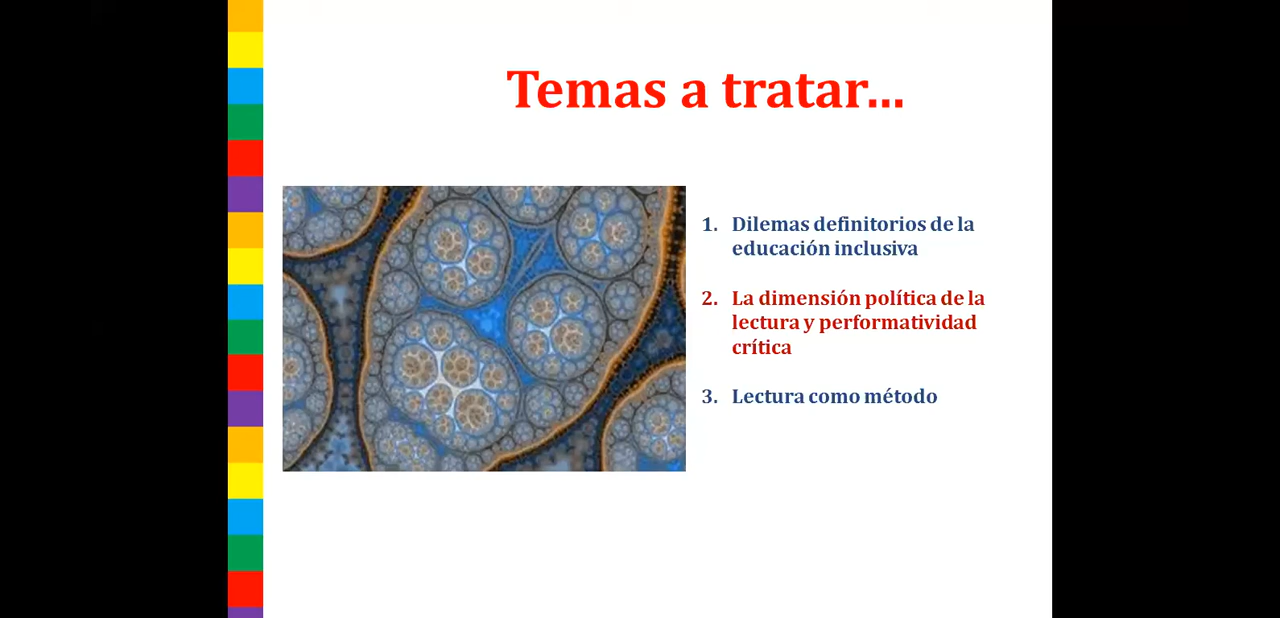 Temas a tratar...
1. Dilemas definitorios de la
educación inclusiva
2. La dimensión política de la
lectura y performatividad
crítica
3. Lectura como método